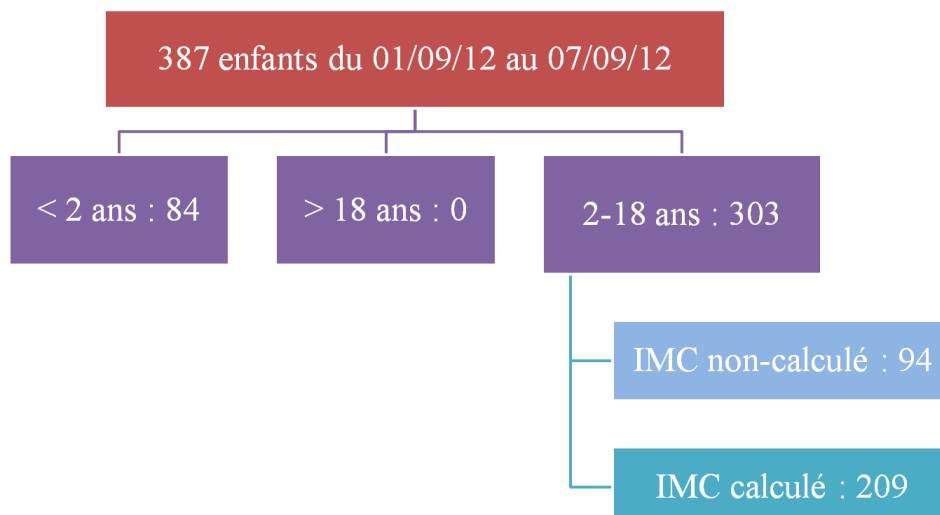 387 enfants du 01/09/12 au 07/09/12
< 2 ans : 84
> 18 ans : 0
2-18 ans : 303
IMC non-calculé : 94
IMC calculé : 209